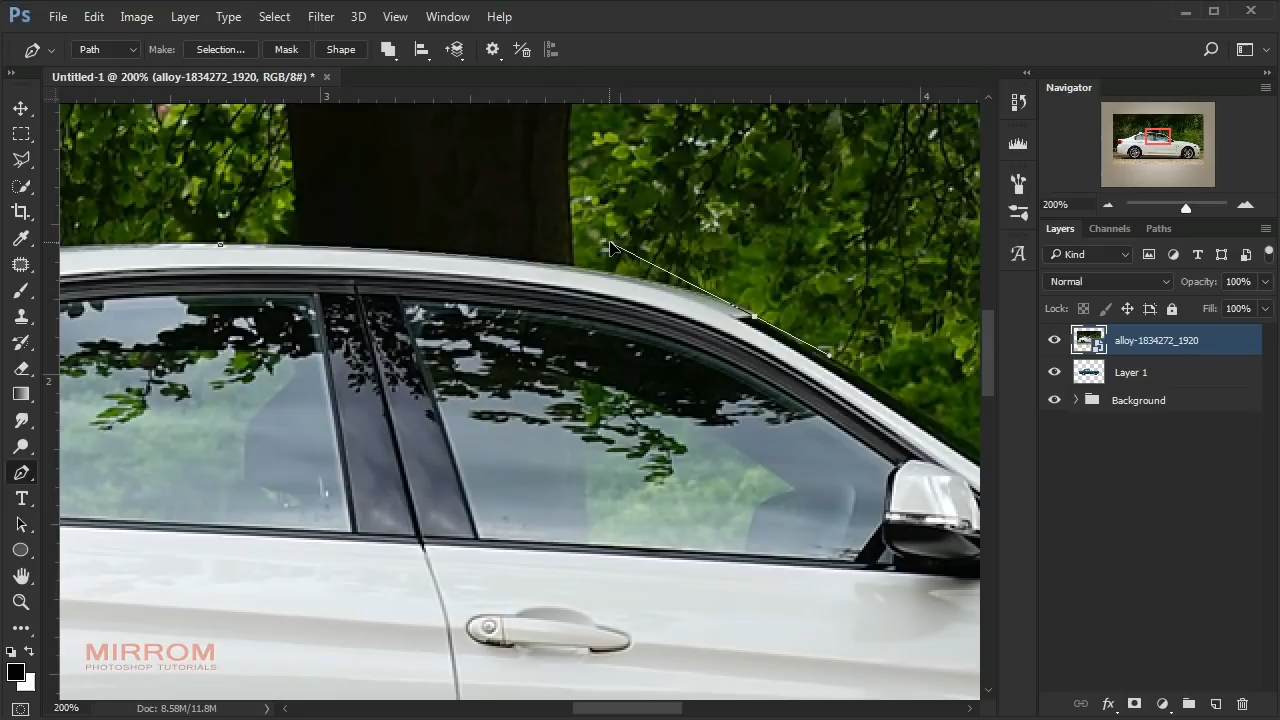 Ps File Edit Image Layer Type Select Filter 3D View Window Help
Path Make: Selection... Mask Shape
Untitled-1 @ 200% (alloy-1834272_1920, RGB/8#) * ×
3 4
2
Navigator
200%
Layers Channels Paths
Kind
Normal Opacity: 100%
Lock: Fill: 100%
alloy-1834272_1920
Layer 1
Background
MIRROM
PHOTOSHOP TUTORIALS
200% Doc: 8.58M/11.8M